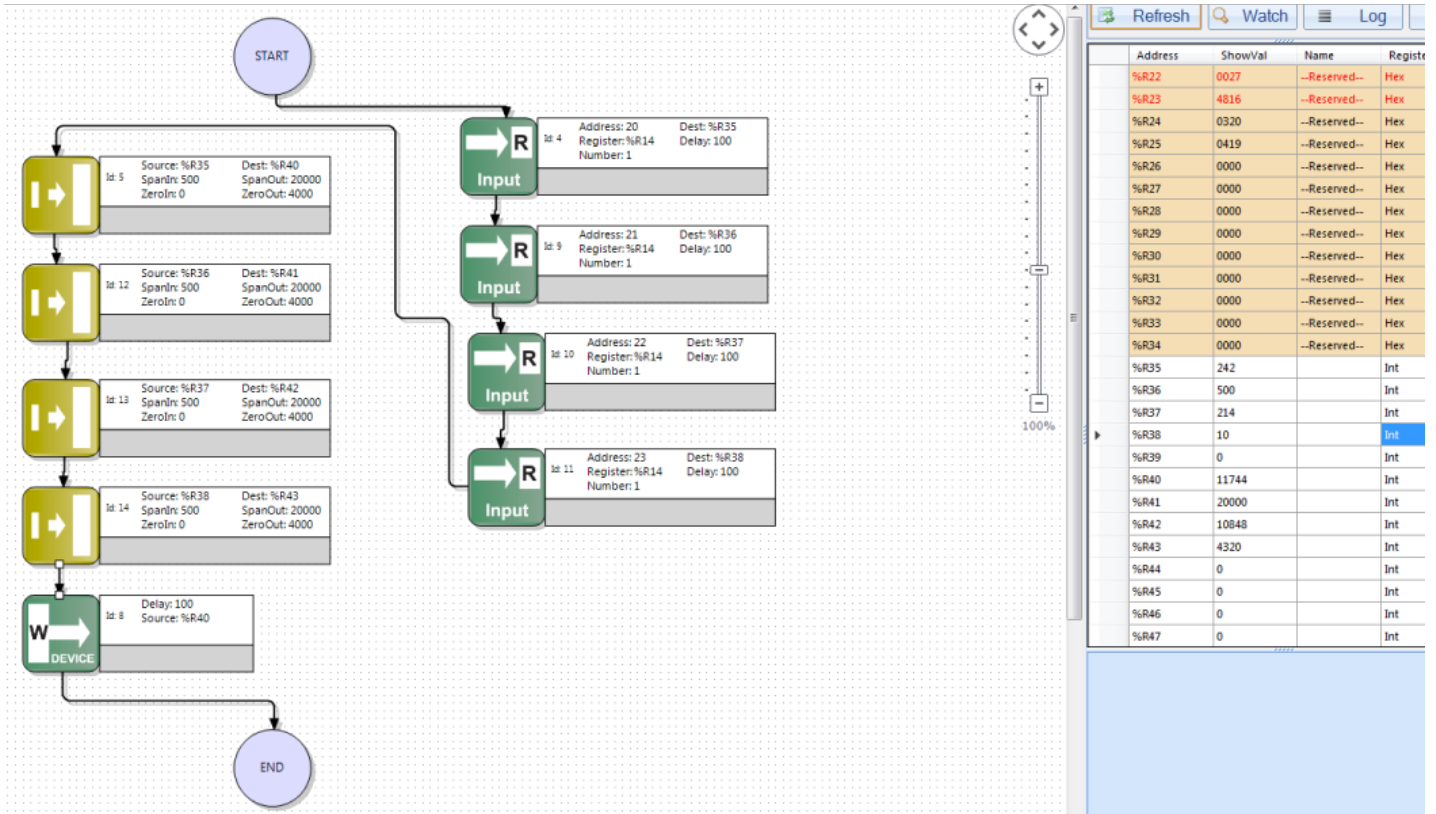 START
R
Input
Id: 4
Address: 20 Dest: %R35
Register: %R14 Delay: 100
Number: 1
R
Input
Id: 9
Address: 21 Dest: %R36
Register: %R14 Delay: 100
Number: 1
R
Input
Id: 10
Address: 22 Dest: %R37
Register: %R14 Delay: 100
Number: 1
R
Input
Id: 11
Address: 23 Dest: %R38
Register: %R14 Delay: 100
Number: 1
Id: 5
Source: %R35 Dest: %R40
SpanIn: 500 SpanOut: 20000
ZeroIn: 0 ZeroOut: 4000
Id: 12
Source: %R36 Dest: %R41
SpanIn: 500 SpanOut: 20000
ZeroIn: 0 ZeroOut: 4000
Id: 13
Source: %R37 Dest: %R42
SpanIn: 500 SpanOut: 20000
ZeroIn: 0 ZeroOut: 4000
Id: 14
Source: %R38 Dest: %R43
SpanIn: 500 SpanOut: 20000
ZeroIn: 0 ZeroOut: 4000
W
DEVICE
Id: 8
Delay: 100
Source: %R40
END
100%
Refresh Watch Log
Address ShowVal Name Registe
%R22 0027 --Reserved-- Hex
%R23 4816 --Reserved-- Hex
%R24 0320 --Reserved-- Hex
%R25 0419 --Reserved-- Hex
%R26 0000 --Reserved-- Hex
%R27 0000 --Reserved-- Hex
%R28 0000 --Reserved-- Hex
%R29 0000 --Reserved-- Hex
%R30 0000 --Reserved-- Hex
%R31 0000 --Reserved-- Hex
%R32 0000 --Reserved-- Hex
%R33 0000 --Reserved-- Hex
%R34 0000 --Reserved-- Hex
%R35 242 Int
%R36 500 Int
%R37 214 Int
%R38 10 Int
%R39 0 Int
%R40 11744 Int
%R41 20000 Int
%R42 10848 Int
%R43 4320 Int
%R44 0 Int
%R45 0 Int
%R46 0 Int
%R47 0 Int